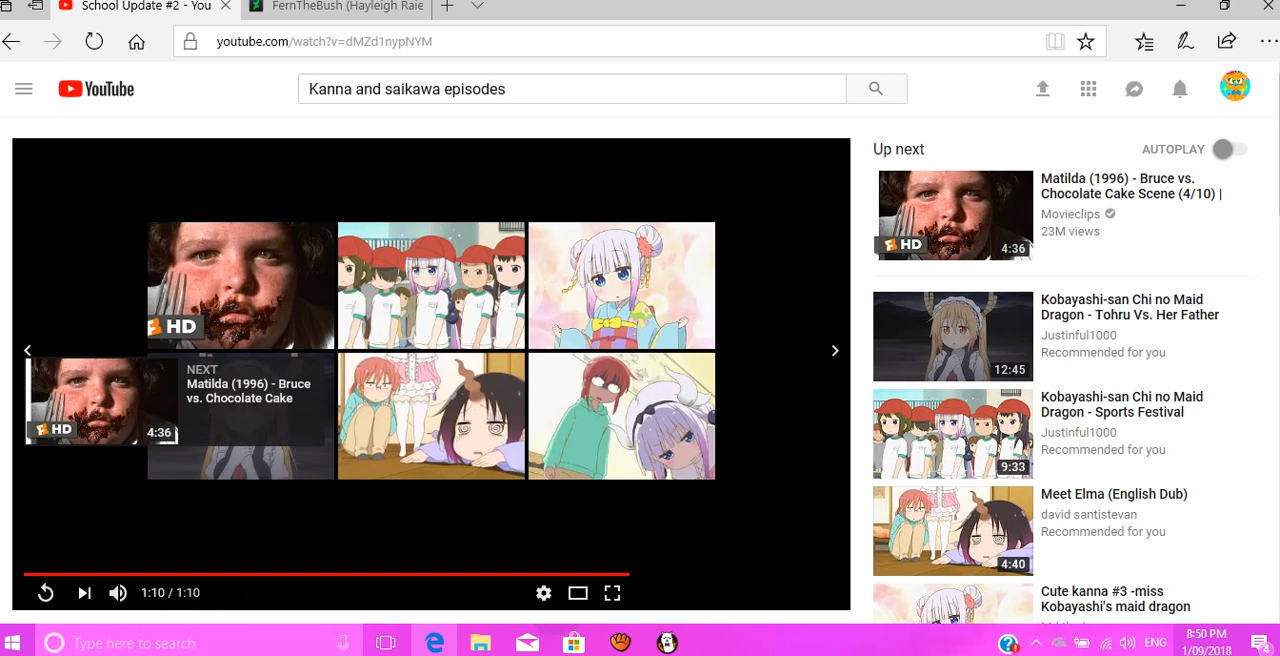 School Update #2 - You
FernTheBush (Hayleigh Raie
youtube.com/watch?v=dMZd1nypNYM
YouTube
Kanna and saikawa episodes
Up next
AUTOPLAY
HD
4:36
Matilda (1996) - Bruce vs.
Chocolate Cake Scene (4/10) |
Movieclips
23M views
HD
HD
4:36
NEXT
Matilda (1996) - Bruce
vs. Chocolate Cake
12:45
Kobayashi-san Chi no Maid
Dragon - Tohru Vs. Her Father
Justinful1000
Recommended for you
9:33
Kobayashi-san Chi no Maid
Dragon - Sports Festival
Justinful1000
Recommended for you
4:40
Meet Elma (English Dub)
david santistevan
Recommended for you
Cute kanna #3 -miss
Kobayashi's maid dragon
1:10 / 1:10
Type here to search
ENG
8:50 PM
1/09/2018
4